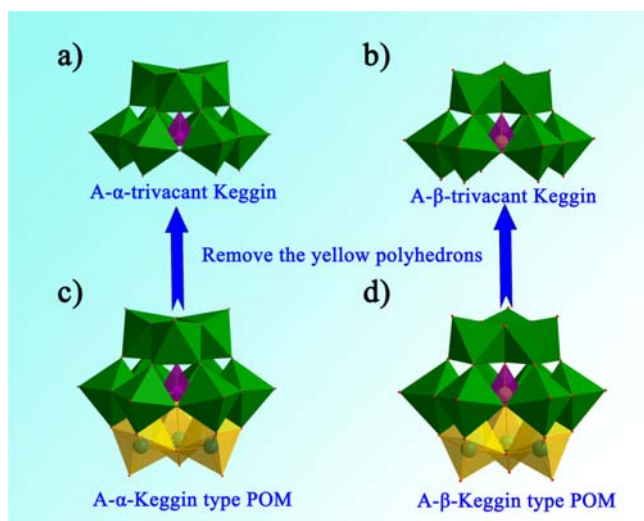 a)
b)
A-α-trivacant Keggin
A-β-trivacant Keggin
Remove the yellow polyhedrons
c)
d)
A-α-Keggin type POM
A-β-Keggin type POM